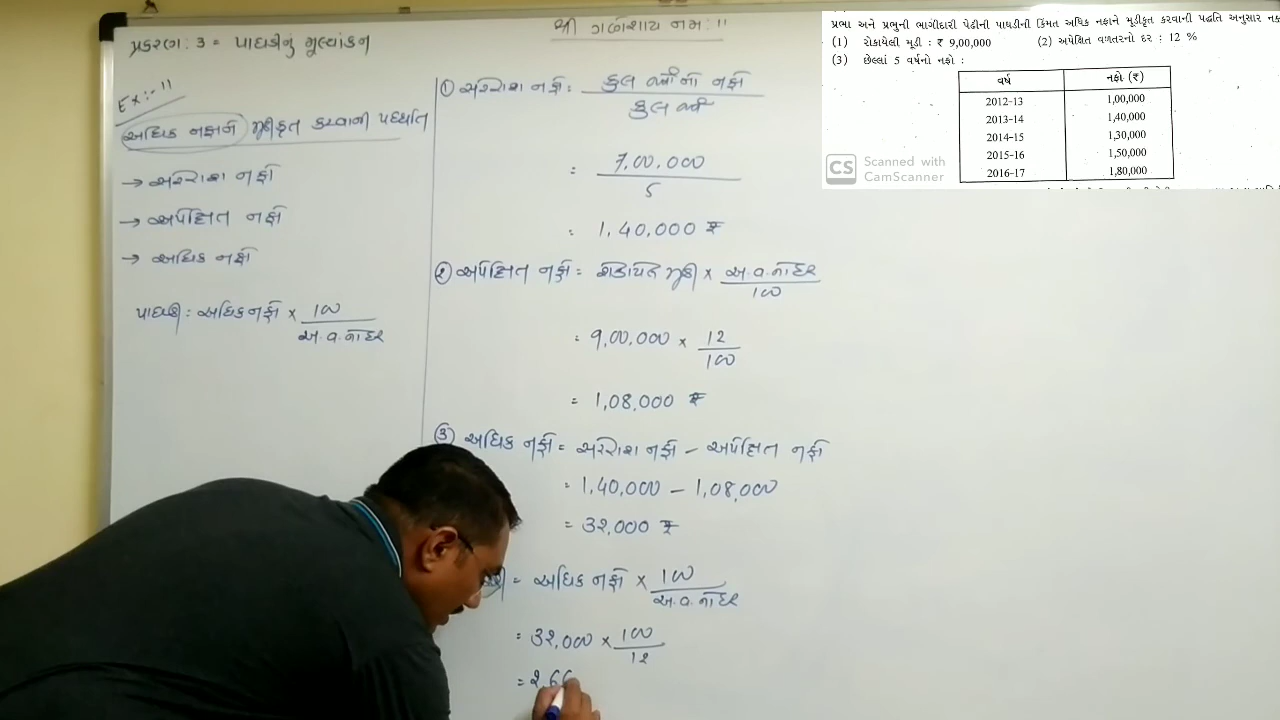 શ્રી ગણેશાય નમઃ ||
પ્રકરણ : 3 = પાઘડીનું મૂલ્યાંકન
Ex :- 11
અધિક નફાને મૂડીકૃત કરવાની પધ્ધતિ
→ સરેરાશ નફો
→ અપેક્ષિત નફો
→ અધિક નફો
પાઘડી = અધિક નફો × 100
અ.વ.નો દર
① સરેરાશ નફો = કુલ વર્ષોનો નફો
કુલ વર્ષ
= 7,00,000
5
= 1,40,000 ₹
② અપેક્ષિત નફો = રોકાયેલ મૂડી × અ.વ.નો દર
100
= 9,00,000 × 12
100
= 1,08,000 ₹
③ અધિક નફો = સરેરાશ નફો – અપેક્ષિત નફો
= 1,40,000 – 1,08,000
= 32,000 ₹
= અધિક નફો × 100
અ.વ.નો દર
= 32,000 × 100
12
= 2,66
પ્રભા અને પ્રભુની ભાગીદારી પેઢીની પાઘડીની કિંમત અધિક નફાને મૂડીકૃત કરવાની પદ્ધતિ અનુસાર
(1) રોકાયેલી મૂડી : ₹ 9,00,000 (2) અપેક્ષિત વળતરનો દર : 12 %
(3) છેલ્લાં 5 વર્ષનો નફો :
વર્ષ નફો (₹)
2012-13 1,00,000
2013-14 1,40,000
2014-15 1,30,000
2015-16 1,50,000
2016-17 1,80,000
CS Scanned with
CamScanner